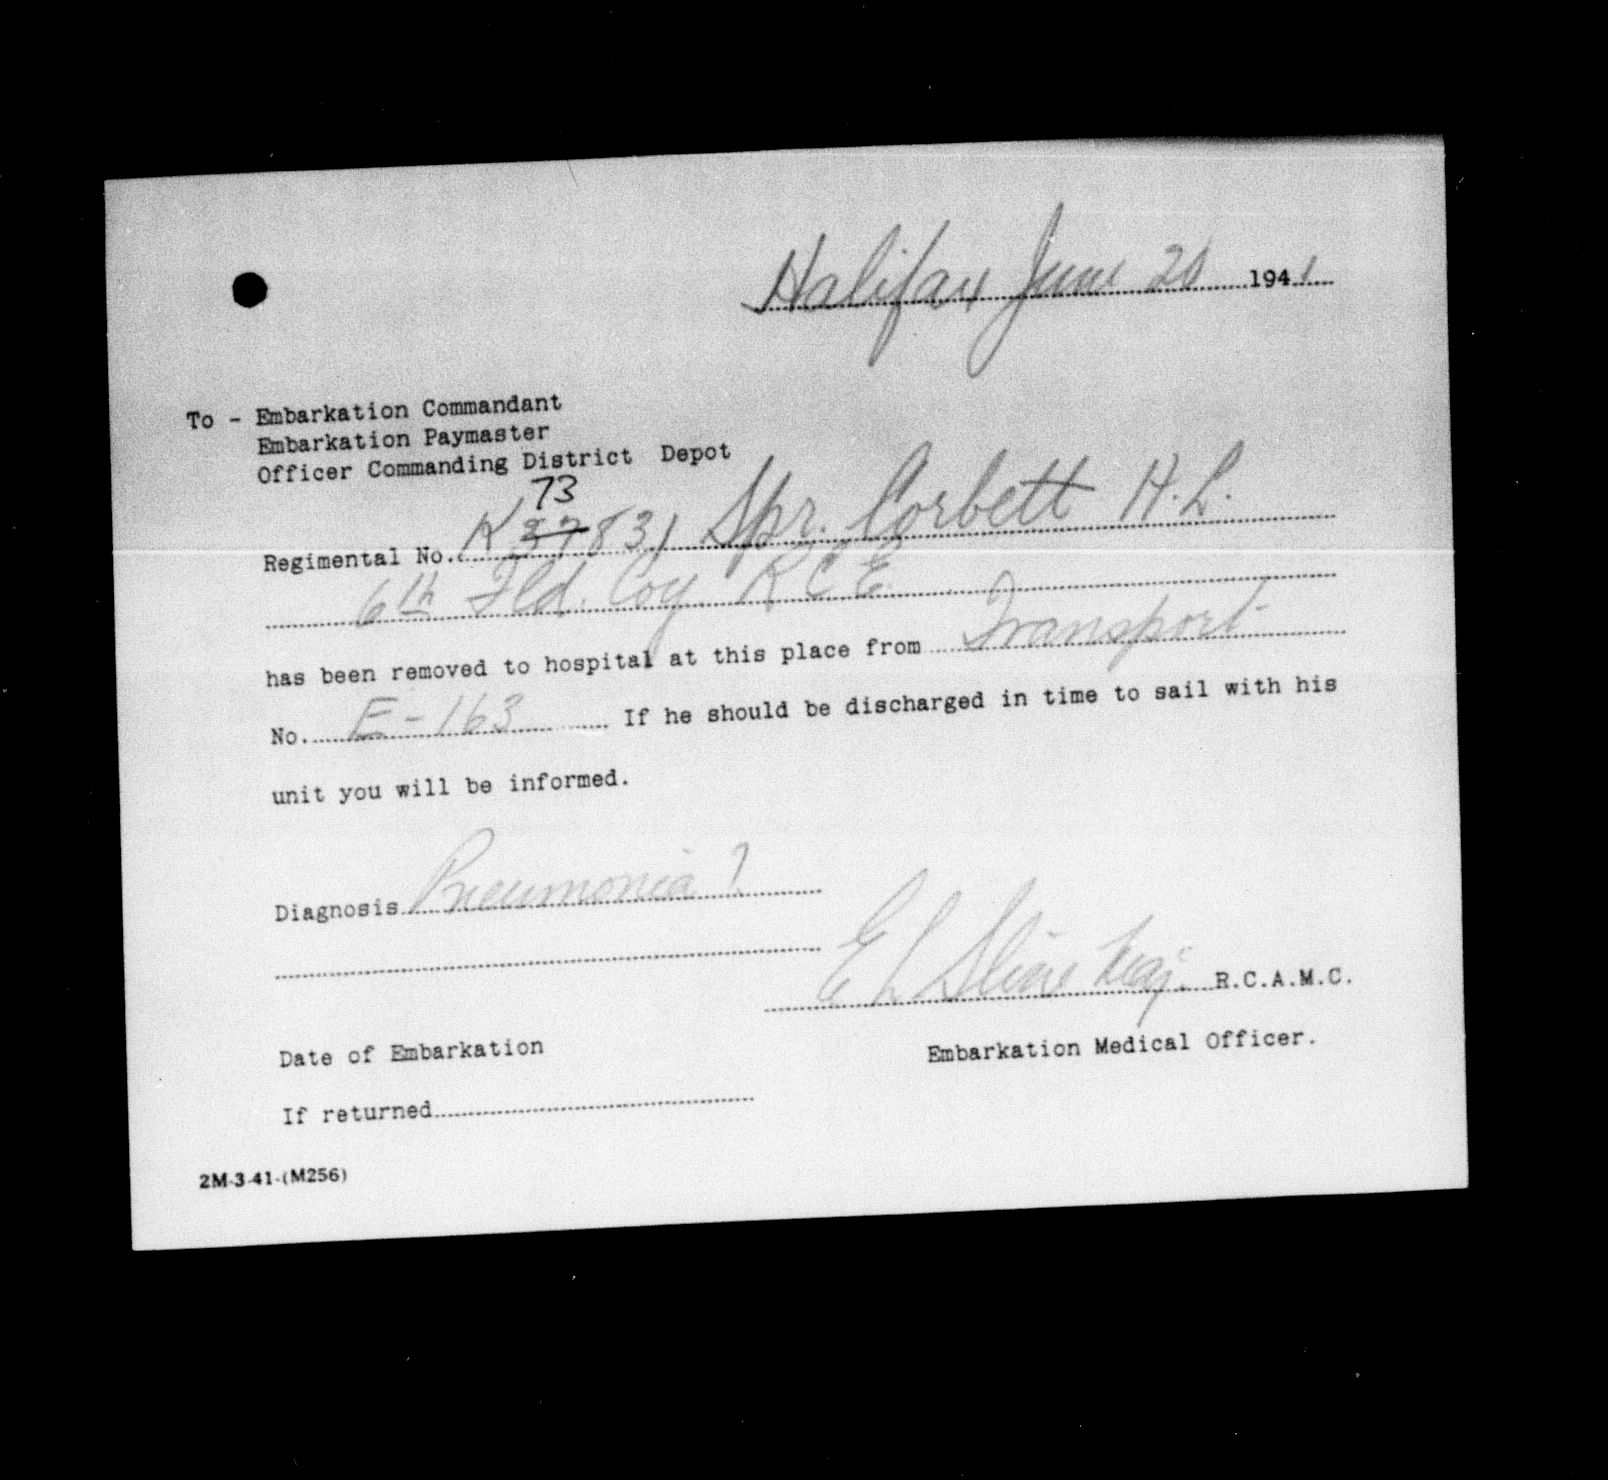 Halifax June 20 1941
To - Embarkation Commandant
Embarkation Paymaster
Officer Commanding District Depot
73
Regimental No. K 37831 Spr. Corbett H.L.
6th Fld. Coy. R C E.
has been removed to hospital at this place from Transport
No. E-163 If he should be discharged in time to sail with his
unit you will be informed.
Diagnosis Pneumonia ?
E L Maj. R.C.A.M.C.
Date of Embarkation
Embarkation Medical Officer.
If returned
2M-3-41-(M256)